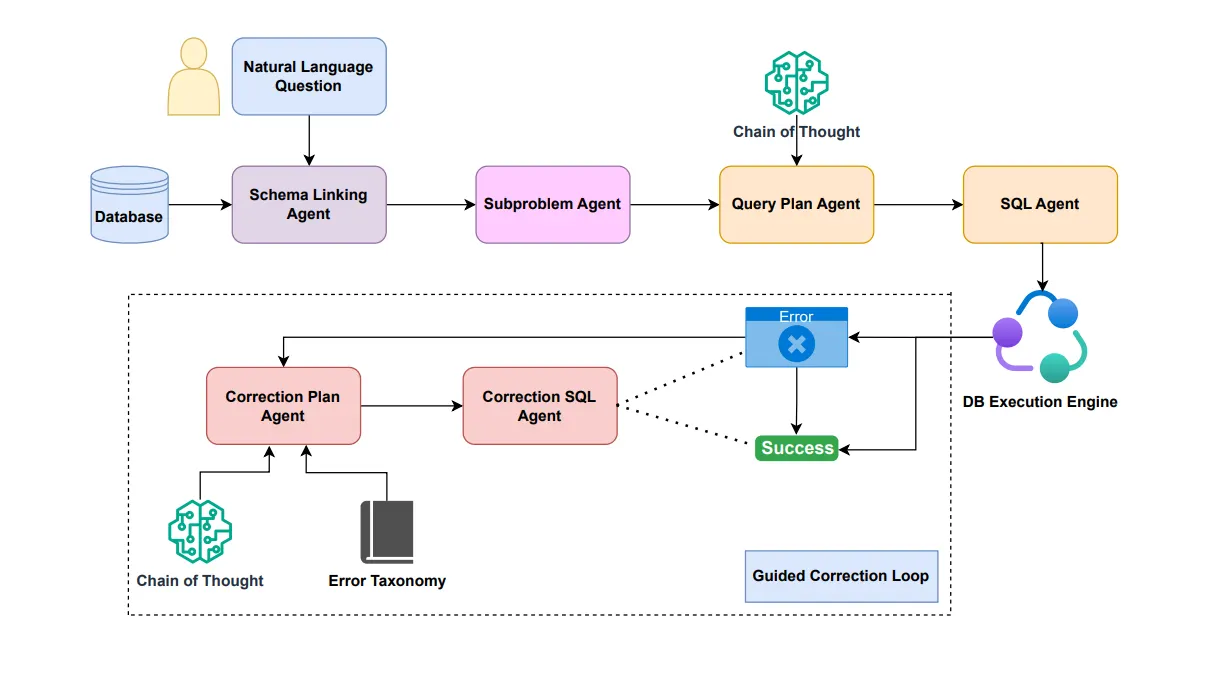 Natural Language
Question
Chain of Thought
Database
Schema Linking
Agent
Subproblem Agent
Query Plan Agent
SQL Agent
Error
DB Execution Engine
Correction Plan
Agent
Correction SQL
Agent
Success
Chain of Thought
Error Taxonomy
Guided Correction Loop